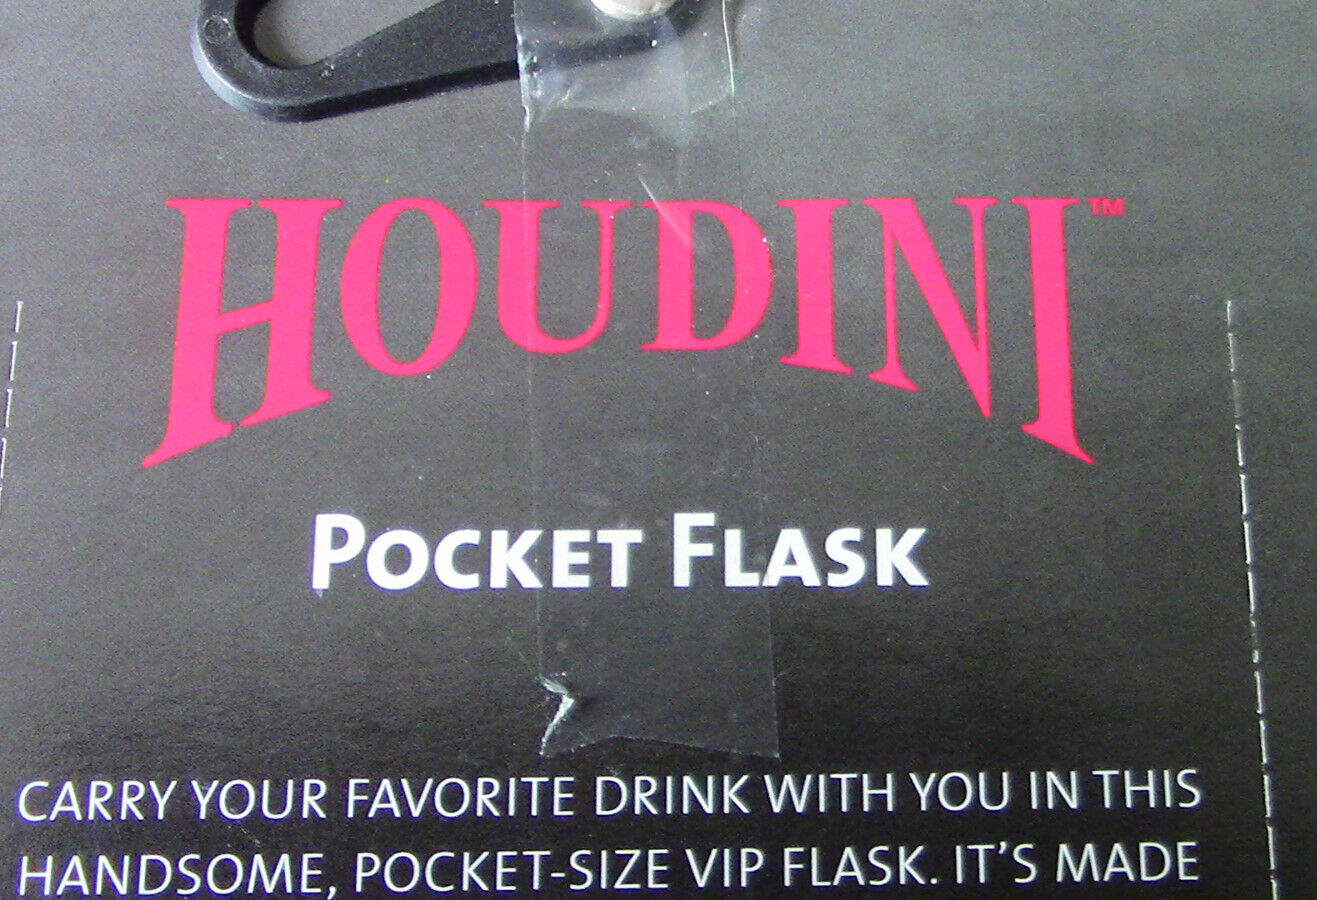 HOUDINI™
POCKET FLASK
CARRY YOUR FAVORITE DRINK WITH YOU IN THIS
HANDSOME, POCKET-SIZE VIP FLASK. IT'S MADE